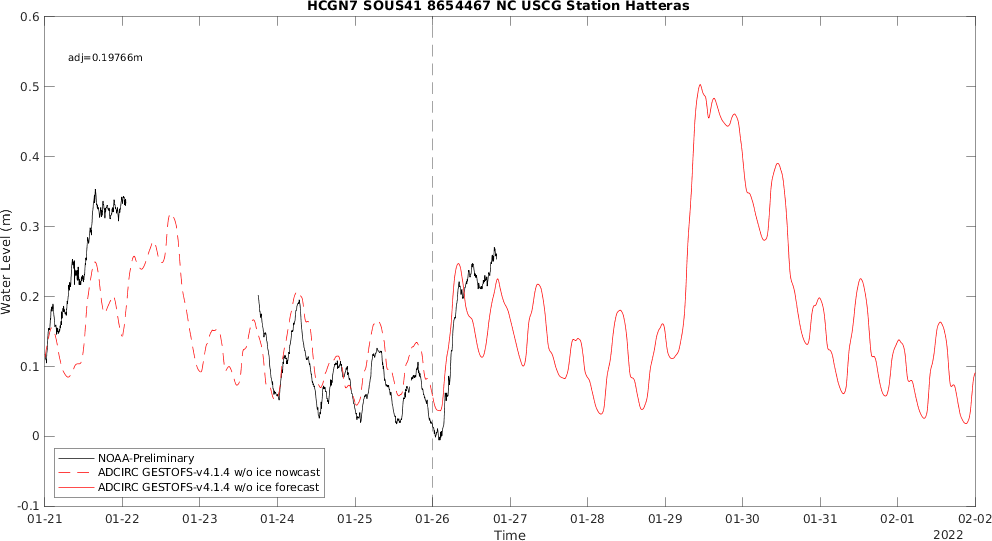 HCGN7 SOUS41 8654467 NC USCG Station Hatteras
0.6
adj=0.19766m
0.5
0.4
0.3
0.2
0.1
0
-0.1
Water Level (m)
NOAA-Preliminary
ADCIRC GESTOFS-v4.1.4 w/o ice nowcast
ADCIRC GESTOFS-v4.1.4 w/o ice forecast
01-21 01-22 01-23 01-24 01-25 01-26 01-27 01-28 01-29 01-30 01-31 02-01 02-02
Time
2022